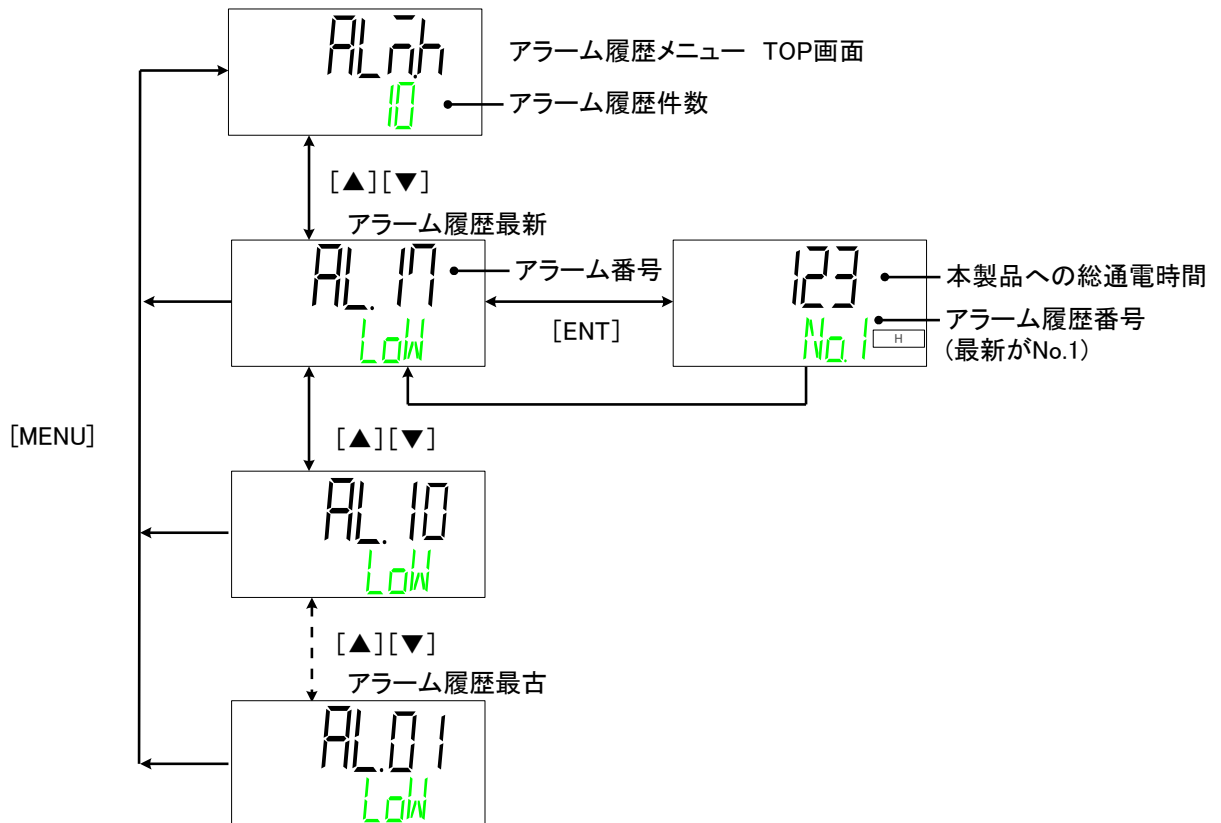 ALM.h
アラーム履歴メニュー TOP画面
10
アラーム履歴件数
[▲][▼]
アラーム履歴最新
AL. 17
アラーム番号
LoW
[ENT]
123
本製品への総通電時間
No.1
H
アラーム履歴番号
(最新がNo.1)
[MENU]
[▲][▼]
AL. 10
LoW
[▲][▼]
アラーム履歴最古
AL.01
LoW